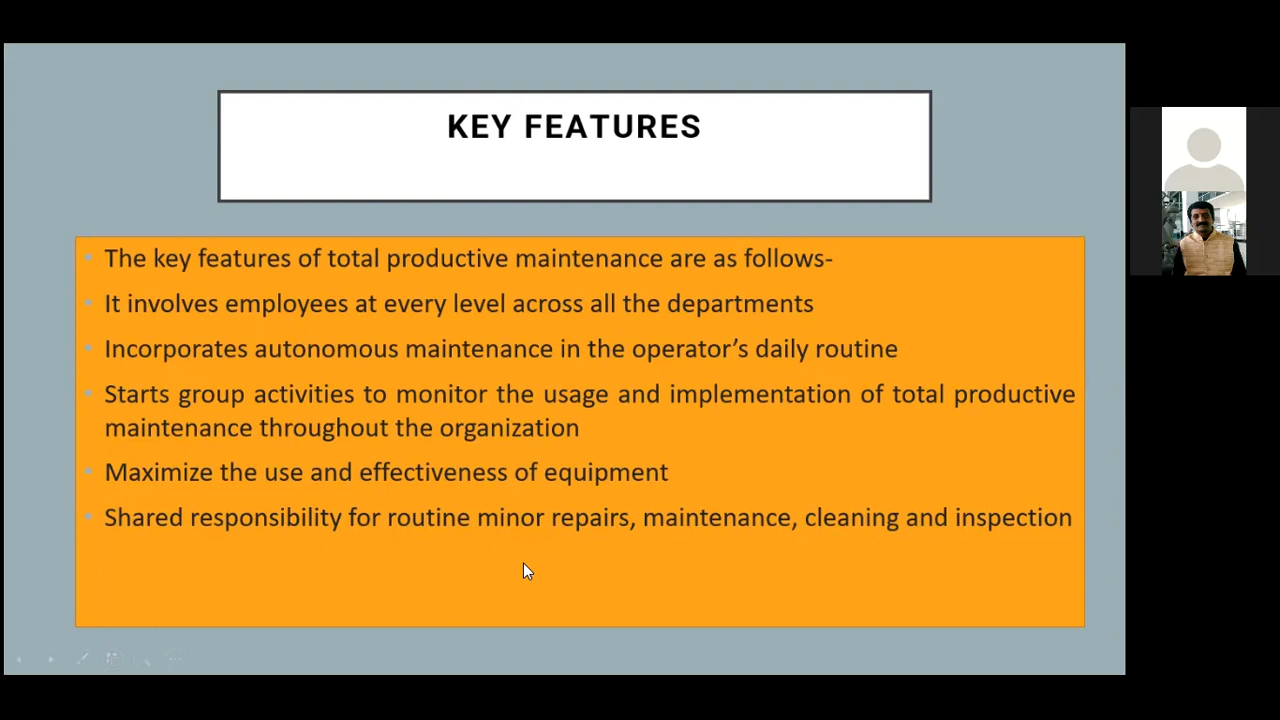 KEY FEATURES
The key features of total productive maintenance are as follows-
It involves employees at every level across all the departments
Incorporates autonomous maintenance in the operator’s daily routine
Starts group activities to monitor the usage and implementation of total productive
maintenance throughout the organization
Maximize the use and effectiveness of equipment
Shared responsibility for routine minor repairs, maintenance, cleaning and inspection